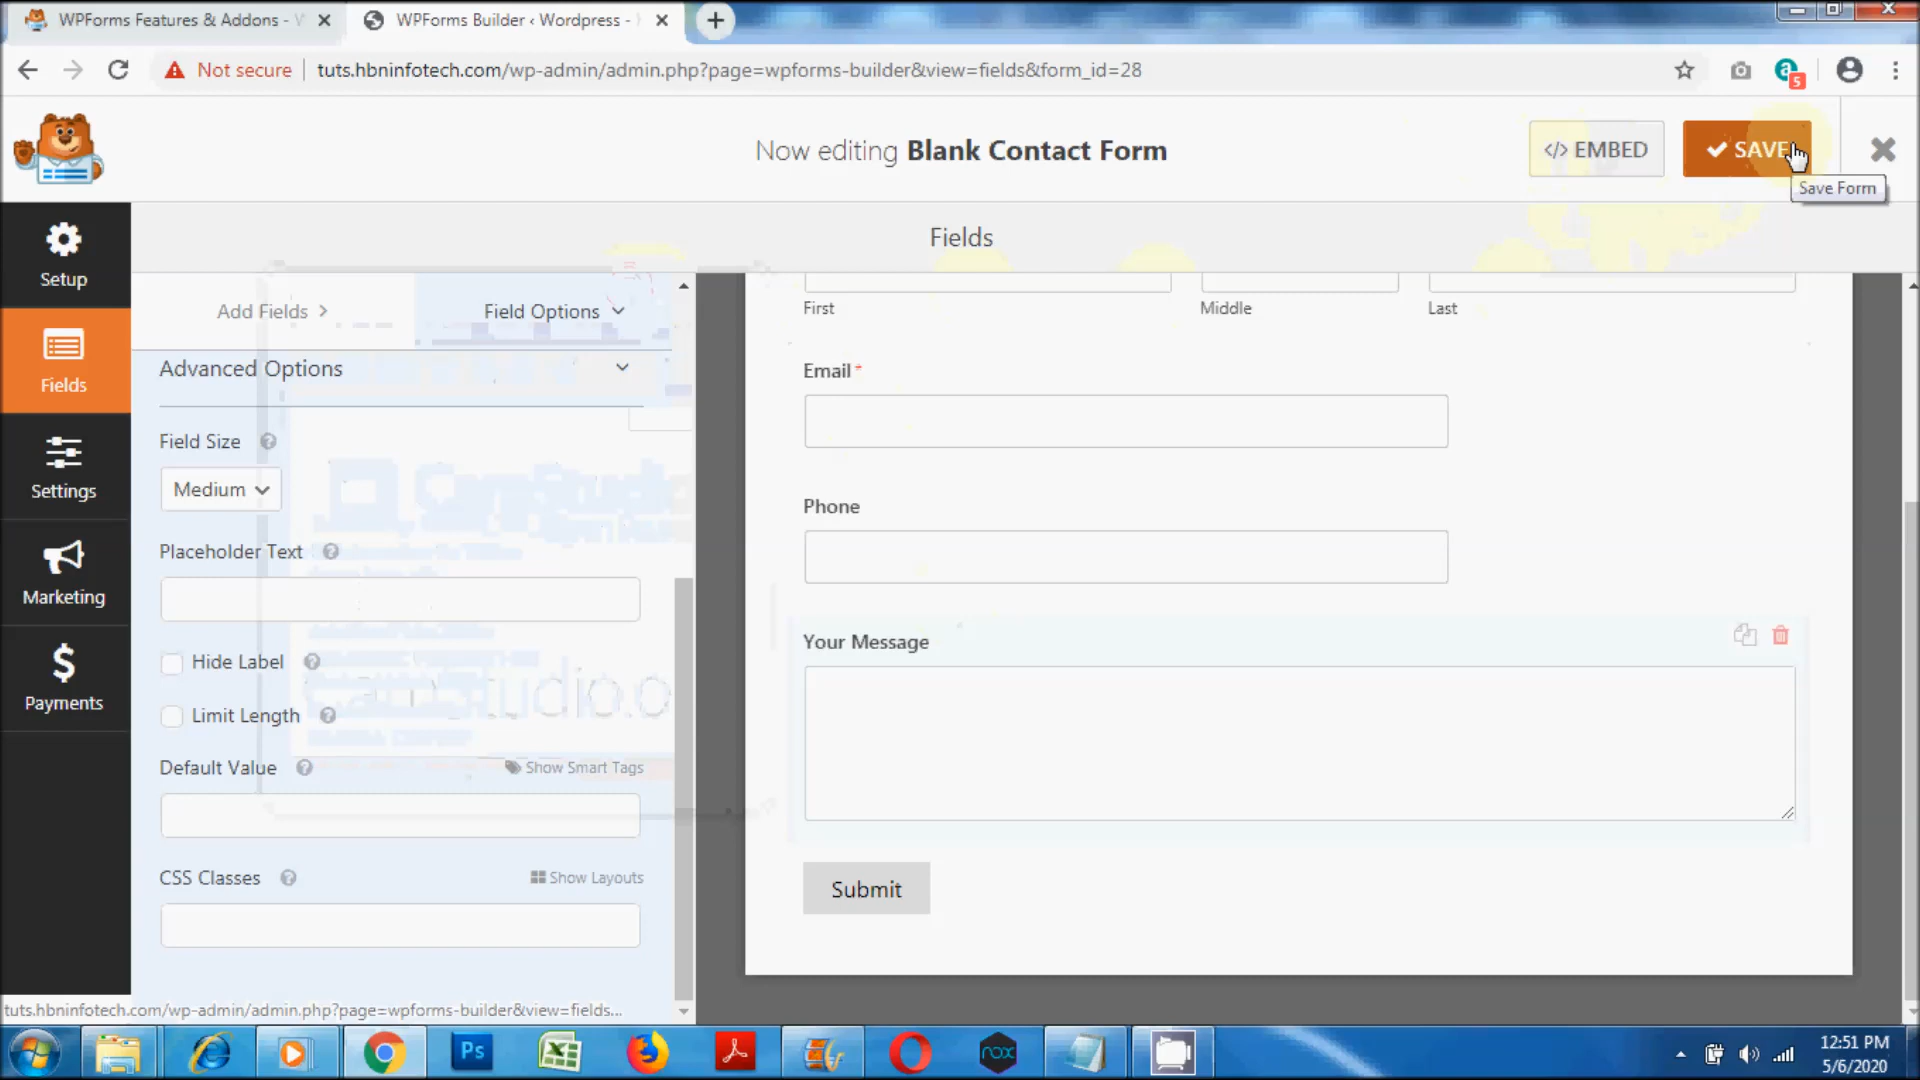 WPForms Features & Addons - W
WPForms Builder ‹ Wordpress -
Not secure
tuts.hbninfotech.com/wp-admin/admin.php?page=wpforms-builder&view=fields&form_id=28
5
Now editing Blank Contact Form
</> EMBED
SAVE
Save Form
Setup
Fields
Settings
Marketing
Payments
Fields
Add Fields
Field Options
Advanced Options
Field Size
Medium
Placeholder Text
Hide Label
Limit Length
Default Value
Show Smart Tags
CSS Classes
Show Layouts
First
Middle
Last
Email *
Phone
Your Message
Submit
tuts.hbninfotech.com/wp-admin/admin.php?page=wpforms-builder&view=fields...
Ps
nox
12:51 PM
5/6/2020